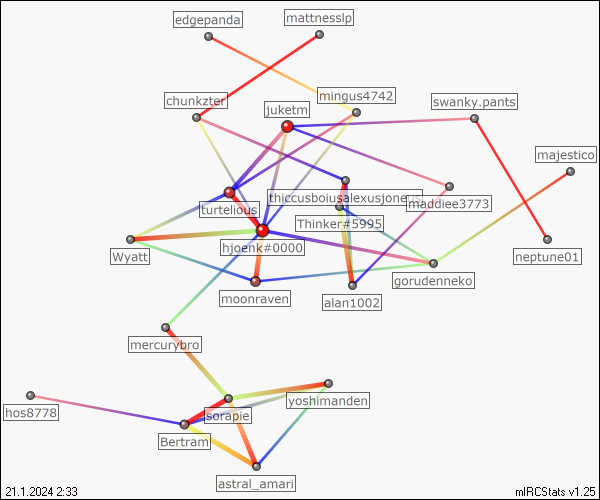 edgepanda
mattnesslp
chunkzter
mingus4742
juketm
swanky.pants
majestico
thiccusboiusalexusjoneus
maddiee3773
turtelious
Thinker#5995
Wyatt
hjoenk#0000
neptune01
moonraven
alan1002
gorudenneko
mercurybro
yoshimanden
hos8778
sorapie
Bertram
astral_amari
21.1.2024 2:33
mIRCStats v1.25